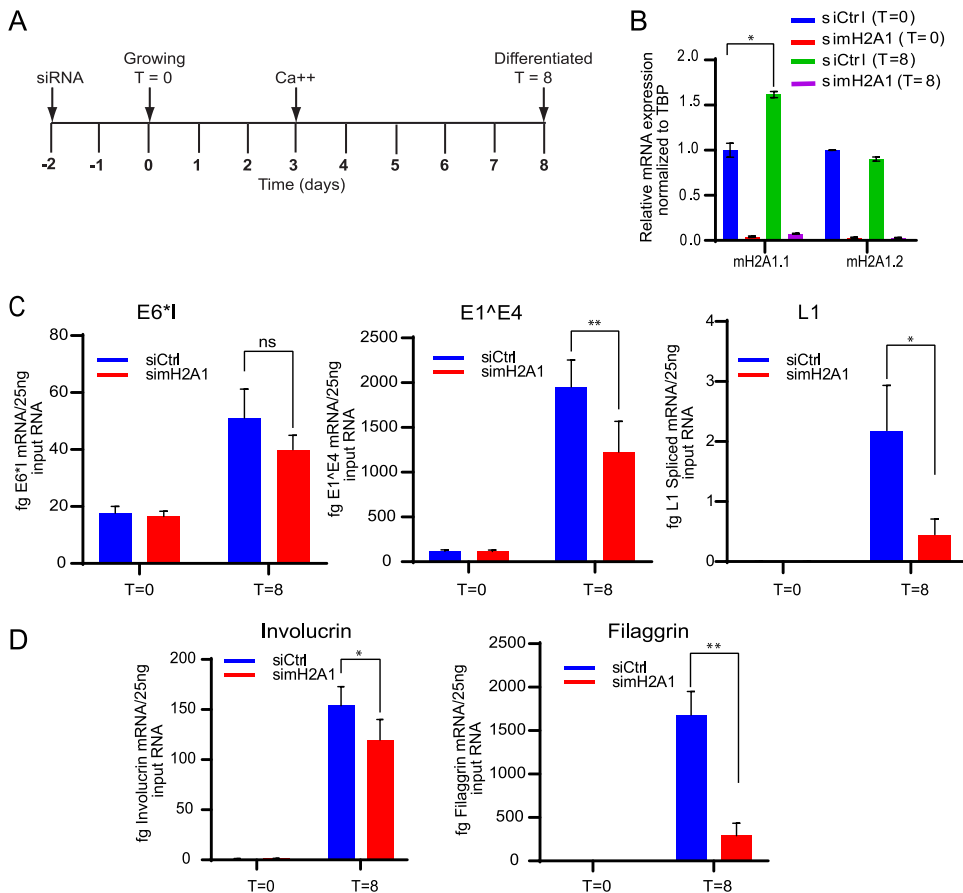 A
siRNA
Growing
T = 0
Ca++
Differentiated
T = 8
-2 -1 0 1 2 3 4 5 6 7 8
Time (days)
B
siCtrl (T=0)
simH2A1 (T=0)
siCtrl (T=8)
simH2A1 (T=8)
Relative mRNA expression
normalized to TBP
2.0
1.5
1.0
0.5
0.0
*
mH2A1.1 mH2A1.2
C
E6*I
fg E6*I mRNA/25ng
input RNA
80
60
40
20
0
siCtrl
simH2A1
ns
T=0 T=8
E1^E4
fg E1^E4 mRNA/25ng
input RNA
2500
2000
1500
1000
500
0
siCtrl
simH2A1
**
T=0 T=8
L1
fg L1 Spliced mRNA/25ng
input RNA
4
3
2
1
0
siCtrl
simH2A1
*
T=0 T=8
D
Involucrin
fg Involucrin mRNA/25ng
input RNA
200
150
100
50
0
siCtrl
simH2A1
*
T=0 T=8
Filaggrin
fg Filaggrin mRNA/25ng
input RNA
2500
2000
1500
1000
500
0
siCtrl
simH2A1
**
T=0 T=8